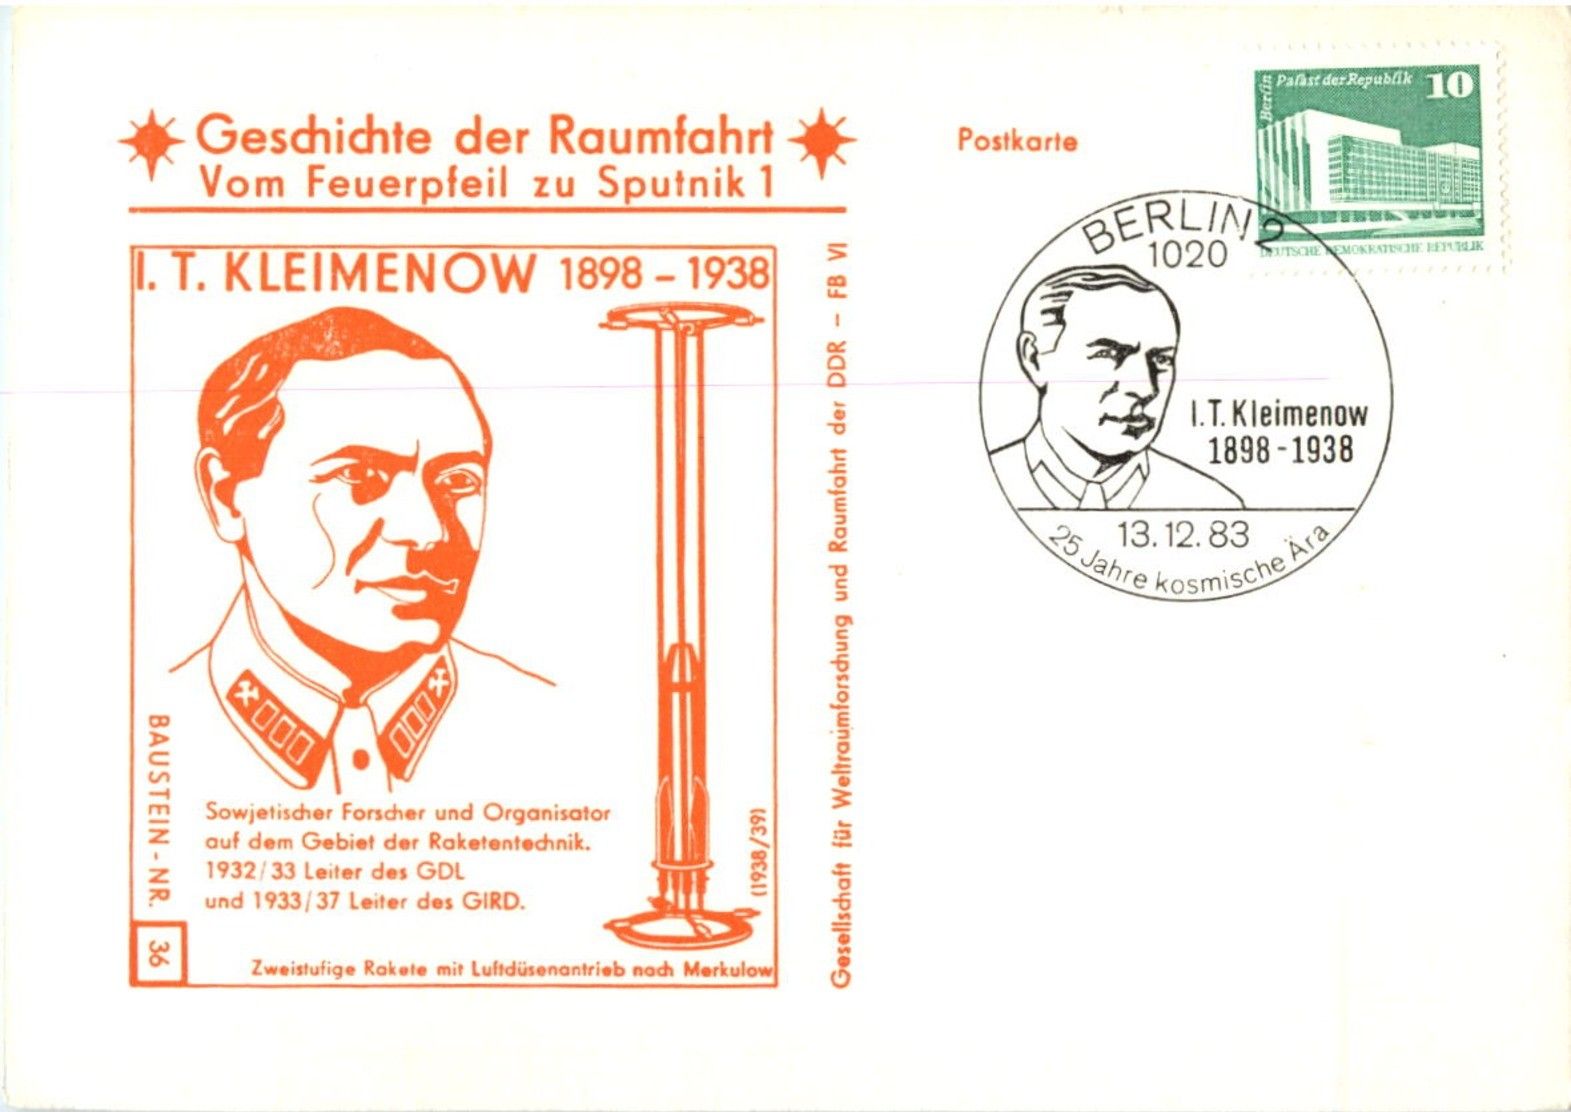 Geschichte der Raumfahrt
Vom Feuerpfeil zu Sputnik 1
I. T. KLEIMENOW 1898 - 1938
BAUSTEIN-NR.
36
Sowjetischer Forscher und Organisator
auf dem Gebiet der Raketentechnik.
1932/33 Leiter des GDL
und 1933/37 Leiter des GIRD.
(1938/39)
Zweistufige Rakete mit Luftdüsenantrieb nach Merkulow
Gesellschaft für Weltraumforschung und Raumfahrt der DDR - FB VI
Postkarte
Berlin Palast der Republik 10
DEUTSCHE DEMOKRATISCHE REPUBLIK
BERLIN 2
1020
I.T. Kleimenow
1898-1938
13.12.83
25 Jahre kosmische Ära